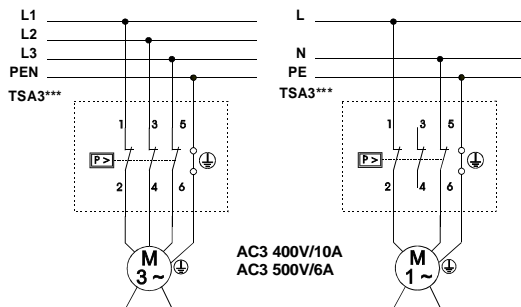 L1
L2
L3
PEN
TSA3***
1 3 5
P >
2 4 6
M
3 ~
L
N
PE
TSA3***
1 3 5
P >
2 4 6
M
1 ~
AC3 400V/10A
AC3 500V/6A